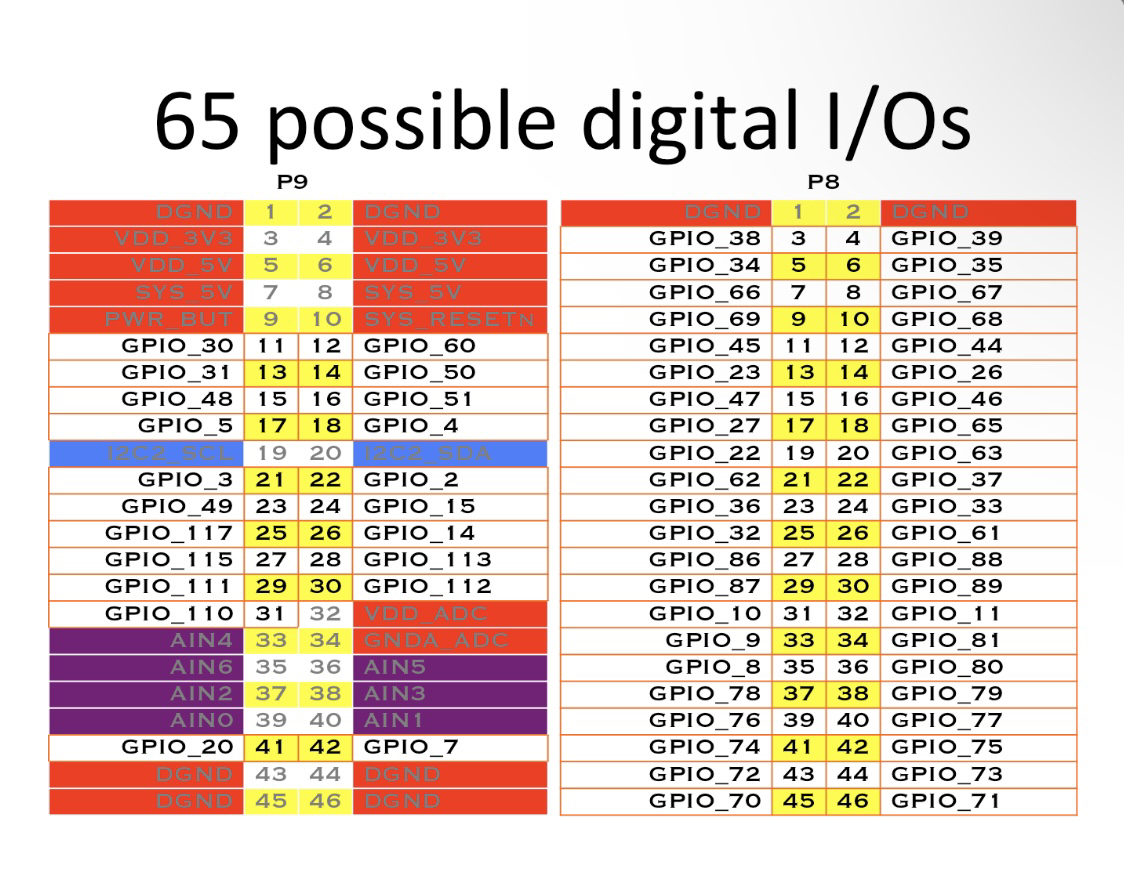 65 possible digital I/Os
P9 P8
DGND 1 2 DGND DGND 1 2 DGND
VDD_3V3 3 4 VDD_3V3 GPIO_38 3 4 GPIO_39
VDD_5V 5 6 VDD_5V GPIO_34 5 6 GPIO_35
SYS_5V 7 8 SYS_5V GPIO_66 7 8 GPIO_67
PWR_BUT 9 10 SYS_RESETN GPIO_69 9 10 GPIO_68
GPIO_30 11 12 GPIO_60 GPIO_45 11 12 GPIO_44
GPIO_31 13 14 GPIO_50 GPIO_23 13 14 GPIO_26
GPIO_48 15 16 GPIO_51 GPIO_47 15 16 GPIO_46
GPIO_5 17 18 GPIO_4 GPIO_27 17 18 GPIO_65
I2C2_SCL 19 20 I2C2_SDA GPIO_22 19 20 GPIO_63
GPIO_3 21 22 GPIO_2 GPIO_62 21 22 GPIO_37
GPIO_49 23 24 GPIO_15 GPIO_36 23 24 GPIO_33
GPIO_117 25 26 GPIO_14 GPIO_32 25 26 GPIO_61
GPIO_115 27 28 GPIO_113 GPIO_86 27 28 GPIO_88
GPIO_111 29 30 GPIO_112 GPIO_87 29 30 GPIO_89
GPIO_110 31 32 VDD_ADC GPIO_10 31 32 GPIO_11
AIN4 33 34 GNDA_ADC GPIO_9 33 34 GPIO_81
AIN6 35 36 AIN5 GPIO_8 35 36 GPIO_80
AIN2 37 38 AIN3 GPIO_78 37 38 GPIO_79
AIN0 39 40 AIN1 GPIO_76 39 40 GPIO_77
GPIO_20 41 42 GPIO_7 GPIO_74 41 42 GPIO_75
DGND 43 44 DGND GPIO_72 43 44 GPIO_73
DGND 45 46 DGND GPIO_70 45 46 GPIO_71